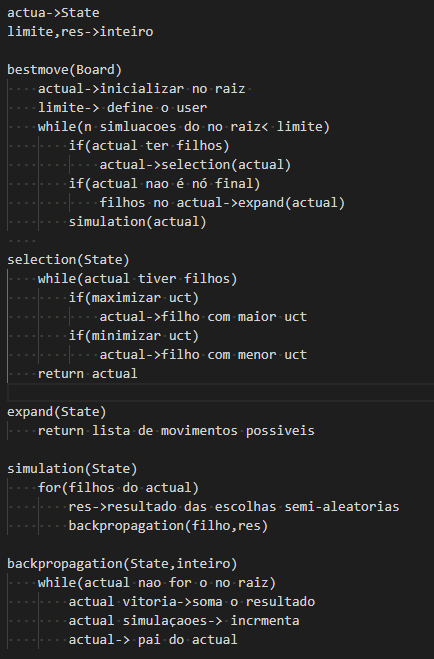 actua->State
limite,res->inteiro
bestmove(Board)
actual->inicializar no raiz
limite-> define o user
while(n simluacoes do no raiz< limite)
if(actual ter filhos)
actual->selection(actual)
if(actual nao é nó final)
filhos no actual->expand(actual)
simulation(actual)
selection(State)
while(actual tiver filhos)
if(maximizar uct)
actual->filho com maior uct
if(minimizar uct)
actual->filho com menor uct
return actual
expand(State)
return lista de movimentos possiveis
simulation(State)
for(filhos do actual)
res->resultado das escolhas semi-aleatorias
backpropagation(filho,res)
backpropagation(State,inteiro)
while(actual nao for o no raiz)
actual vitoria->soma o resultado
actual simulaçaoes-> incrmenta
actual-> pai do actual